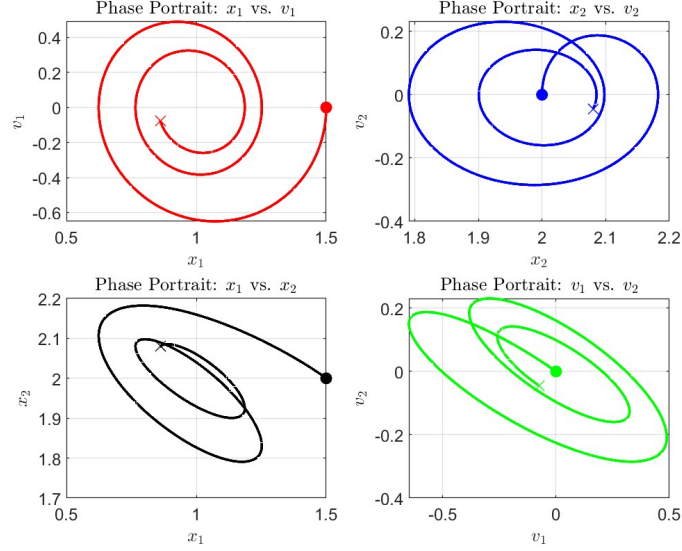 Phase Portrait: x₁ vs. v₁
0.4
0.2
0
-0.2
-0.4
-0.6
v₁
0.5
1
1.5
x₁
Phase Portrait: x₂ vs. v₂
0.2
0
-0.2
-0.4
v₂
1.8
1.9
2
2.1
2.2
x₂
Phase Portrait: x₁ vs. x₂
2.2
2.1
2
1.9
1.8
1.7
x₂
0.5
1
1.5
x₁
Phase Portrait: v₁ vs. v₂
0.2
0
-0.2
-0.4
v₂
-0.5
0
0.5
v₁